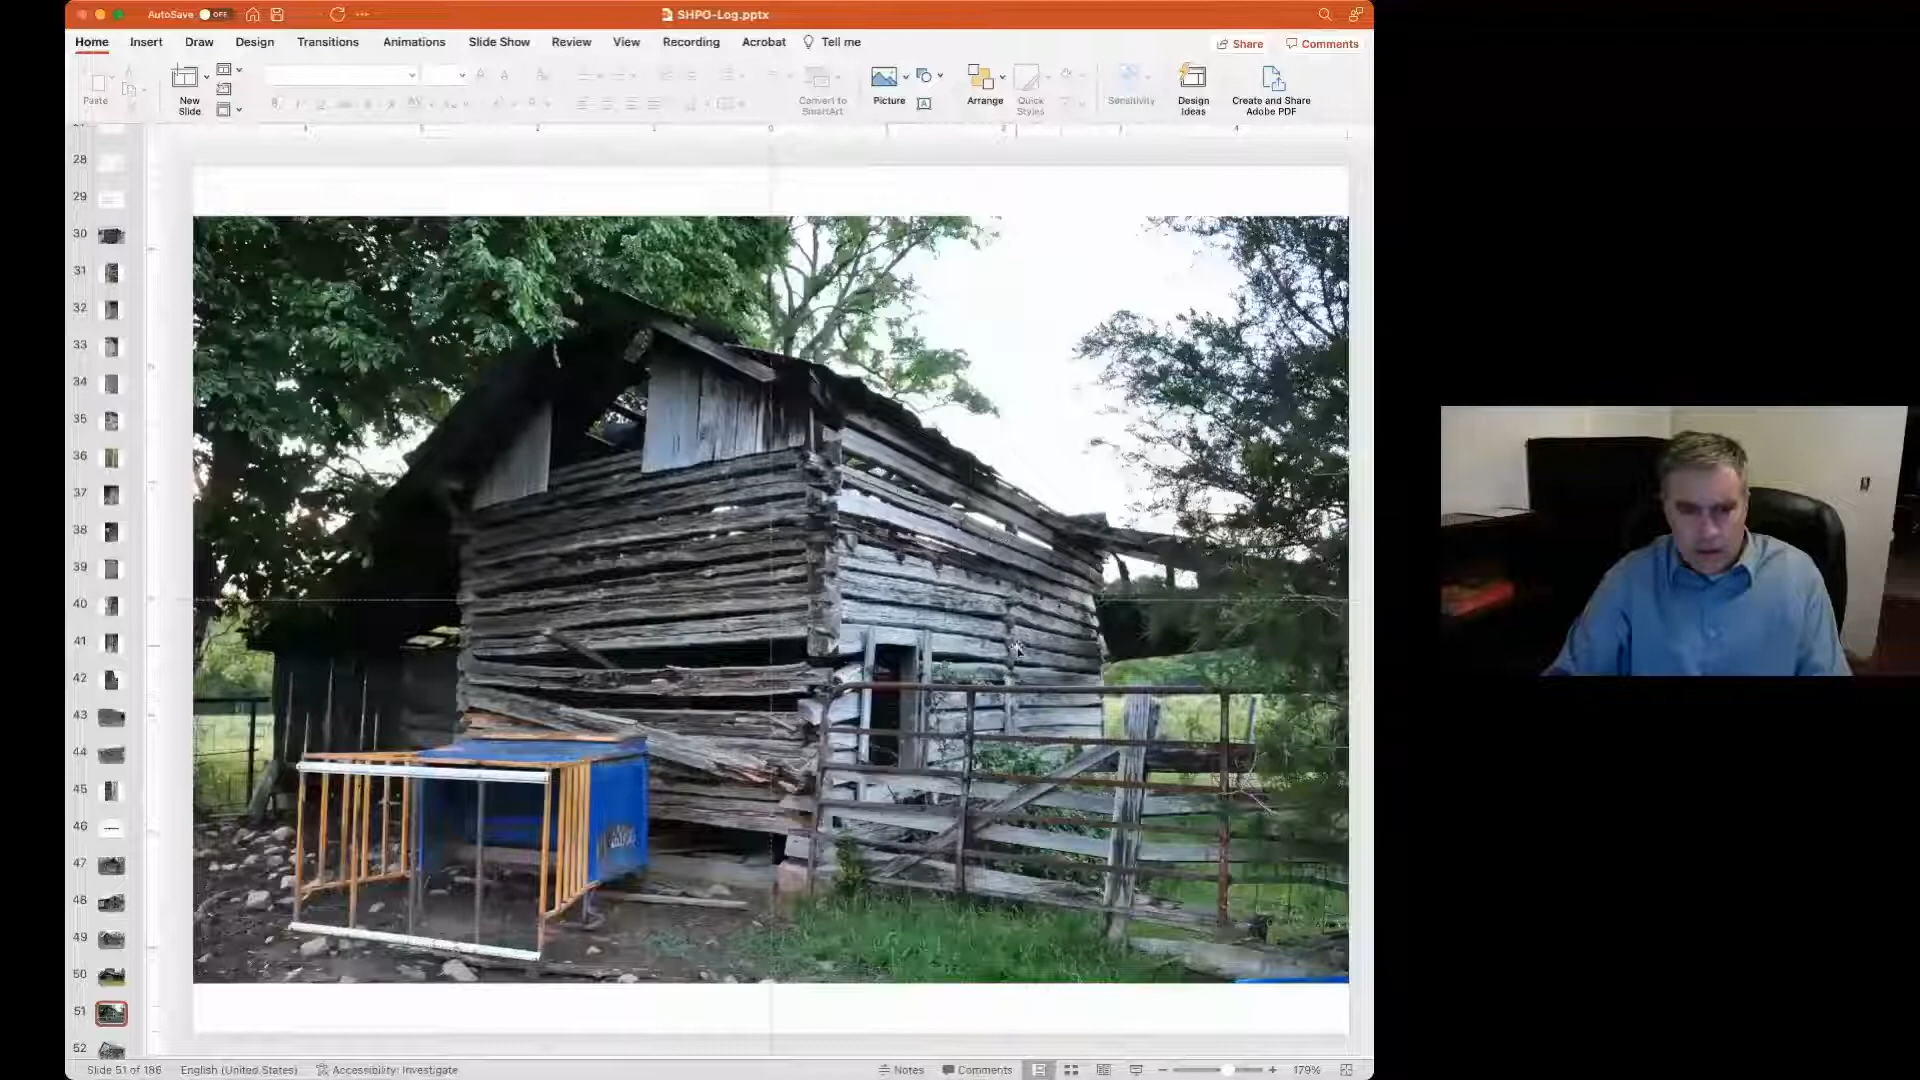 AutoSave OFF
SHPO-Log.pptx
Home Insert Draw Design Transitions Animations Slide Show Review View Recording Acrobat Tell me
Share Comments
Paste
New
Slide
Convert to
SmartArt
Picture
Arrange
Quick
Styles
Sensitivity
Design
Ideas
Create and Share
Adobe PDF
28
29
30
31
32
33
34
35
36
37
38
39
40
41
42
43
44
45
46
47
48
49
50
51
52
Slide 51 of 186 English (United States) Accessibility: Investigate
Notes Comments 179%